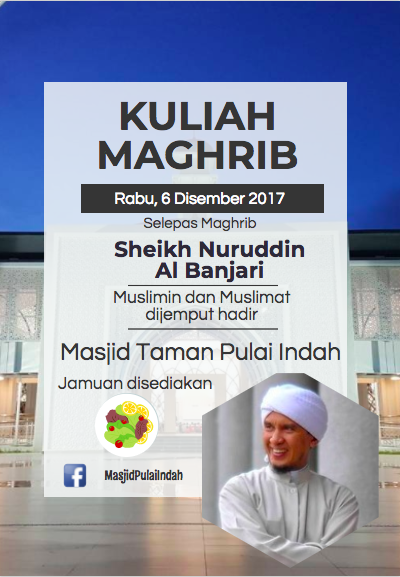 KULIAH
MAGHRIB
Rabu, 6 Disember 2017
Selepas Maghrib
Sheikh Nuruddin
Al Banjari
Muslimin dan Muslimat
dijemput hadir
Masjid Taman Pulai Indah
Jamuan disediakan
f
MasjidPulaiIndah